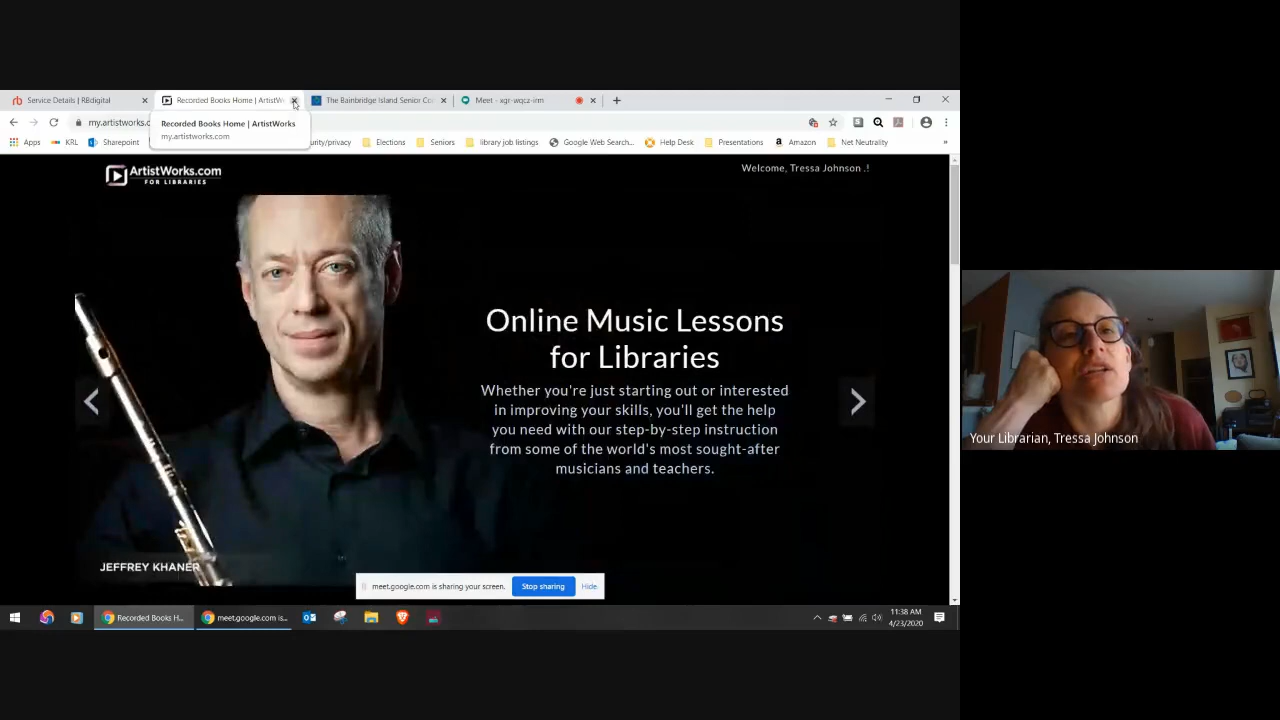 Service Details | RBdigital
Recorded Books Home | ArtistW
The Bainbridge Island Senior Co
Meet - xgr-wqcz-irm
my.artworks.c
Recorded Books Home | ArtistWorks
my.artistworks.com
Apps
KRL
Sharepoint
urity/privacy
Elections
Seniors
library job listings
Google Web Search...
Help Desk
Presentations
Amazon
Net Neutrality
»
ArtistWorks.com
FOR LIBRARIES
Welcome, Tressa Johnson .!
Online Music Lessons
for Libraries
Whether you're just starting out or interested
in improving your skills, you'll get the help
you need with our step-by-step instruction
from some of the world's most sought-after
musicians and teachers.
JEFFREY KHANER
Your Librarian, Tressa Johnson
meet.google.com is sharing your screen.
Stop sharing
Hide
Recorded Books H...
meet.google.com is...
11:38 AM
4/23/2020